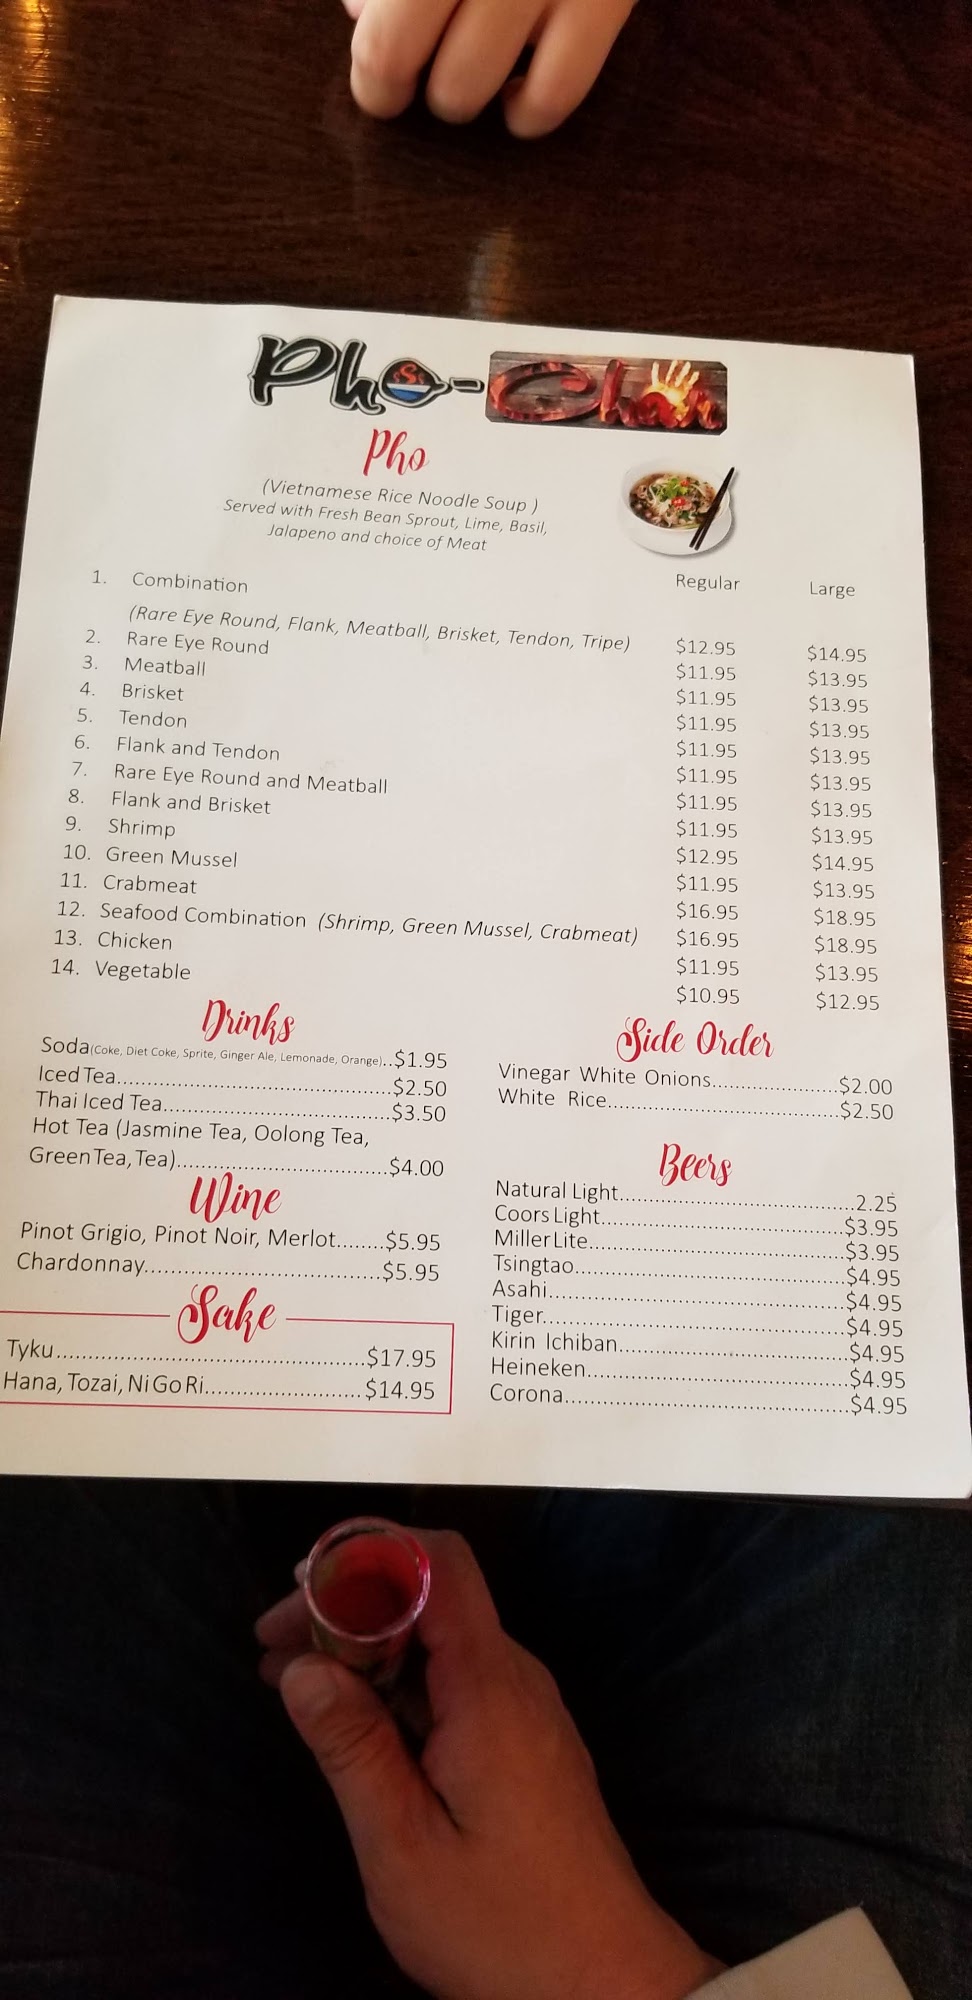 Pho-Chah
Pho
(Vietnamese Rice Noodle Soup )
Served with Fresh Bean Sprout, Lime, Basil,
Jalapeno and choice of Meat
Regular Large
1. Combination
(Rare Eye Round, Flank, Meatball, Brisket, Tendon, Tripe) $12.95 $14.95
2. Rare Eye Round $11.95 $13.95
3. Meatball $11.95 $13.95
4. Brisket $11.95 $13.95
5. Tendon $11.95 $13.95
6. Flank and Tendon $11.95 $13.95
7. Rare Eye Round and Meatball $11.95 $13.95
8. Flank and Brisket $11.95 $13.95
9. Shrimp $12.95 $14.95
10. Green Mussel $11.95 $13.95
11. Crabmeat $16.95 $18.95
12. Seafood Combination (Shrimp, Green Mussel, Crabmeat) $16.95 $18.95
13. Chicken $11.95 $13.95
14. Vegetable $10.95 $12.95
Drinks
Soda(Coke, Diet Coke, Sprite, Ginger Ale, Lemonade, Orange)..$1.95
Iced Tea....................................$2.50
Thai Iced Tea..............................$3.50
Hot Tea (Jasmine Tea, Oolong Tea,
Green Tea, Tea)............................$4.00
Wine
Pinot Grigio, Pinot Noir, Merlot........$5.95
Chardonnay..................................$5.95
Sake
Tyku.........................................$17.95
Hana, Tozai, NiGoRi.....................$14.95
Side Order
Vinegar White Onions..................$2.00
White Rice..................................$2.50
Beers
Natural Light................................2.25
Coors Light.................................$3.95
Miller Lite...................................$3.95
Tsingtao.....................................$4.95
Asahi.........................................$4.95
Tiger..........................................$4.95
Kirin Ichiban................................$4.95
Heineken....................................$4.95
Corona.......................................$4.95